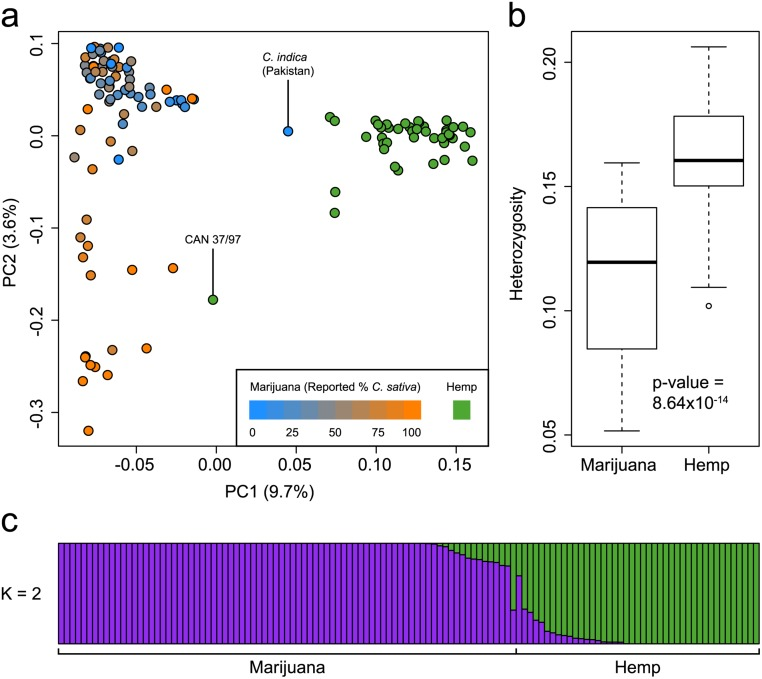 a
0.1
0.0
-0.1
-0.2
-0.3
PC2 (3.6%)
C. indica
(Pakistan)
CAN 37/97
Marijuana (Reported % C. sativa)
Hemp
0 25 50 75 100
-0.05 0.00 0.05 0.10 0.15
PC1 (9.7%)
b
0.20
0.15
0.10
0.05
Heterozygosity
p-value =
8.64x10-14
Marijuana Hemp
c
K = 2
Marijuana Hemp